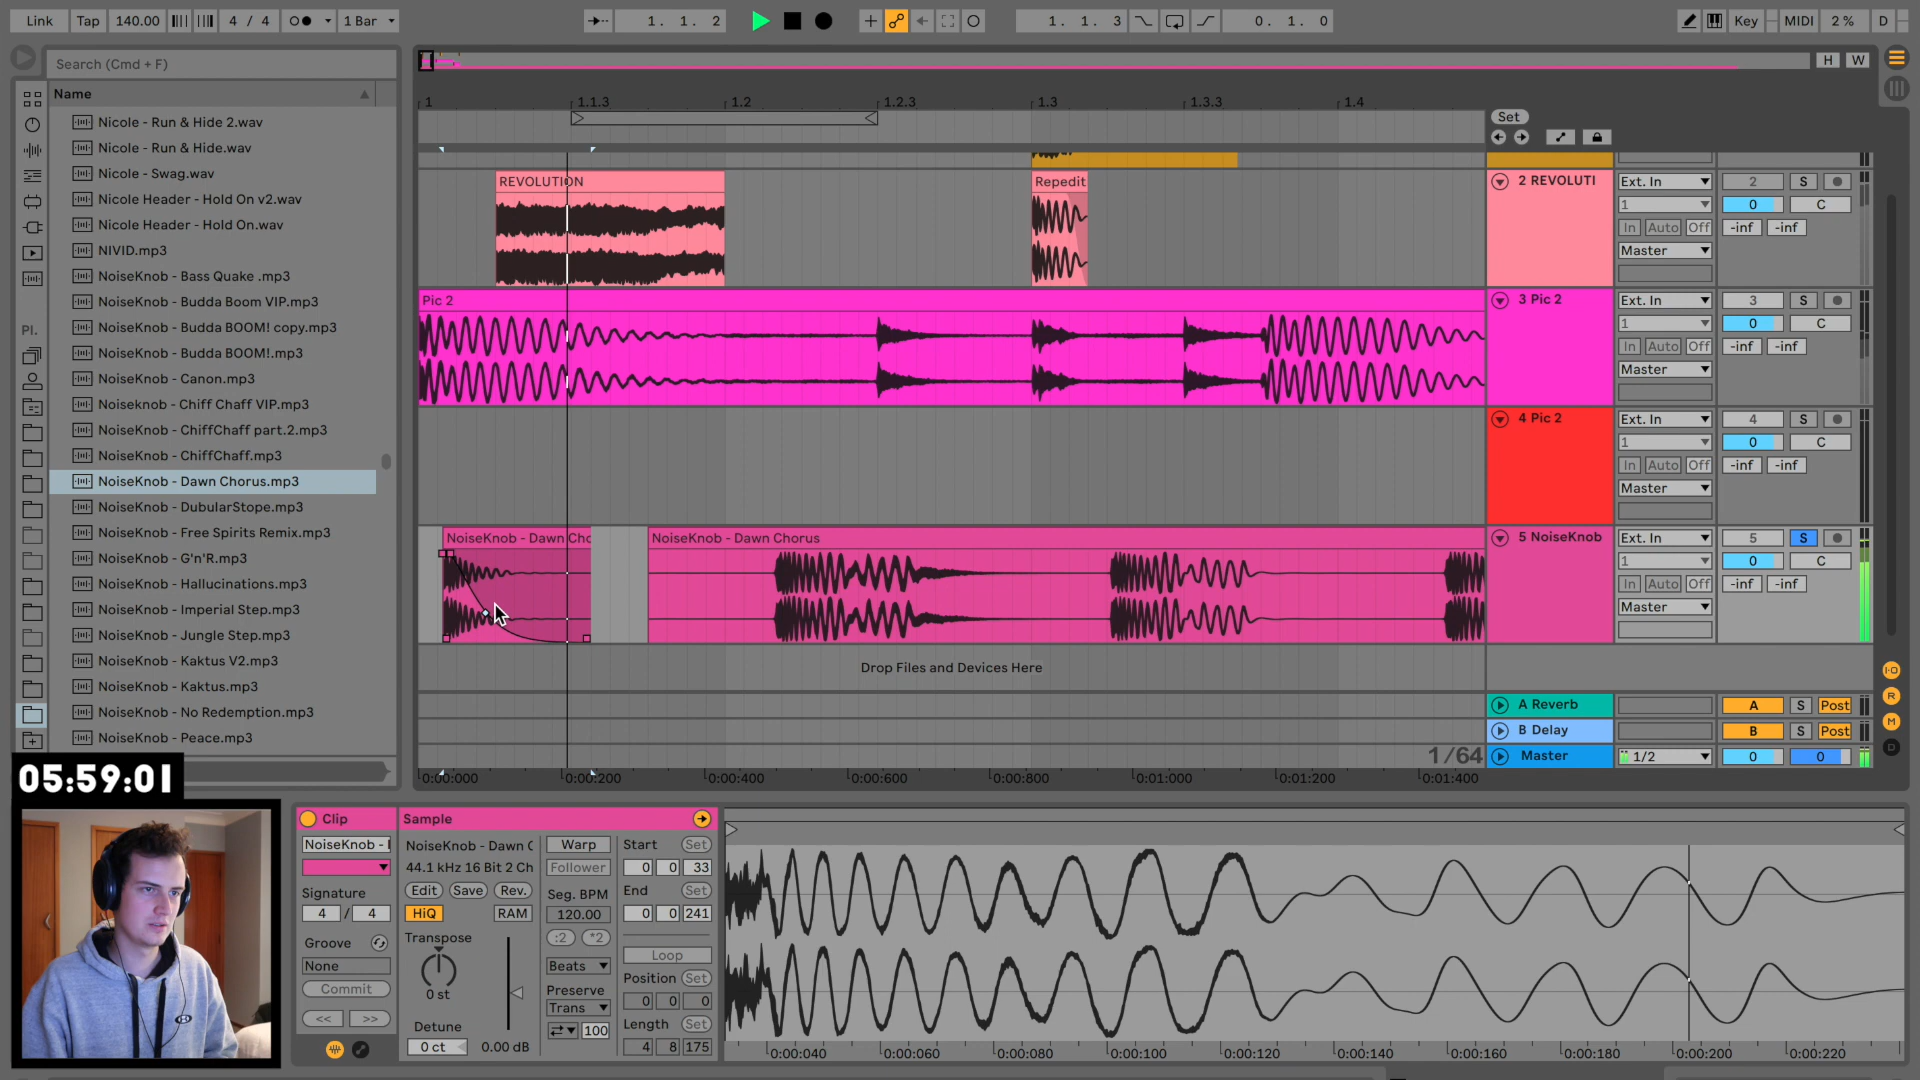 Link Tap 140.00 4 / 4 1 Bar 1. 1. 2 1. 1. 3 0. 1. 0 Key MIDI 2 % D
Search (Cmd + F)
H W
Name
1 1.1.3 1.2 1.2.3 1.3 1.3.3 1.4
Set
Nicole - Run & Hide 2.wav
Nicole - Run & Hide.wav
Nicole - Swag.wav
Nicole Header - Hold On v2.wav
Nicole Header - Hold On.wav
NIVID.mp3
NoiseKnob - Bass Quake .mp3
NoiseKnob - Budda Boom VIP.mp3
NoiseKnob - Budda BOOM! copy.mp3
NoiseKnob - Budda BOOM!.mp3
NoiseKnob - Canon.mp3
Noiseknob - Chiff Chaff VIP.mp3
NoiseKnob - ChiffChaff part.2.mp3
NoiseKnob - ChiffChaff.mp3
NoiseKnob - Dawn Chorus.mp3
NoiseKnob - DubularStope.mp3
NoiseKnob - Free Spirits Remix.mp3
NoiseKnob - G'n'R.mp3
NoiseKnob - Hallucinations.mp3
NoiseKnob - Imperial Step.mp3
NoiseKnob - Jungle Step.mp3
NoiseKnob - Kaktus V2.mp3
NoiseKnob - Kaktus.mp3
NoiseKnob - No Redemption.mp3
NoiseKnob - Peace.mp3
Pl.
REVOLUTION Repedit 2 REVOLUTI Ext. In 2 S
1 0 C
In Auto Off -inf -inf
Master
Pic 2 3 Pic 2 Ext. In 3 S
1 0 C
In Auto Off -inf -inf
Master
4 Pic 2 Ext. In 4 S
1 0 C
In Auto Off -inf -inf
Master
NoiseKnob - Dawn Cho NoiseKnob - Dawn Chorus 5 NoiseKnob Ext. In 5 S
1 0 C
In Auto Off -inf -inf
Master
Drop Files and Devices Here
A Reverb A S Post
B Delay B S Post
1/64 Master 1/2 0 0
I-O
R
M
D
0:00:000 0:00:200 0:00:400 0:00:600 0:00:800 0:01:000 0:01:200 0:01:400
05:59:01
Clip Sample
NoiseKnob - NoiseKnob - Dawn C Warp Start Set
44.1 kHz 16 Bit 2 Ch Follower 0 0 33
Signature Edit Save Rev. Seg. BPM End Set
4 / 4 HiQ RAM 120.00 0 0 241
Groove Transpose :2 *2
None Beats Loop
Commit 0 st Preserve Position Set
<< >> Trans 0 0 0
Detune 100 Length Set
0 ct 0.00 dB 4 8 175
0:00:040 0:00:060 0:00:080 0:00:100 0:00:120 0:00:140 0:00:160 0:00:180 0:00:200 0:00:220